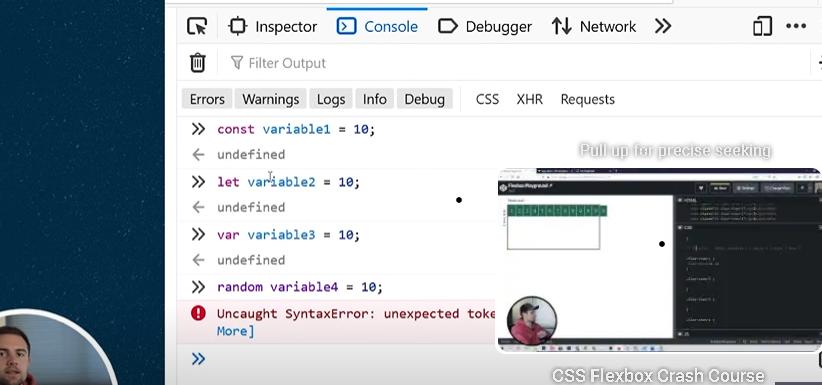 Inspector Console Debugger Network
Filter Output
Errors Warnings Logs Info Debug CSS XHR Requests
const variable1 = 10;
undefined
let variable2 = 10;
undefined
var variable3 = 10;
undefined
random variable4 = 10;
Uncaught SyntaxError: unexpected toke
More]
Pull up for precise seeking
Flexbox Playground
HTML
CSS
CSS Flexbox Crash Course